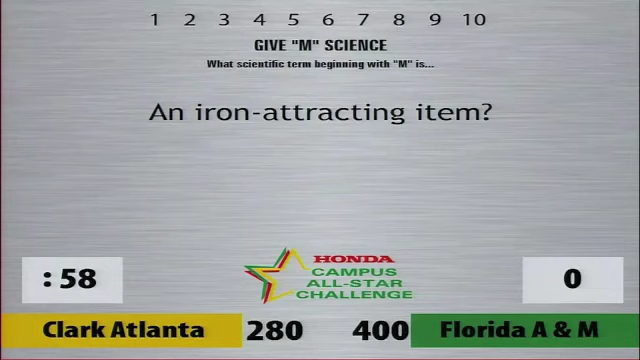 1 2 3 4 5 6 7 8 9 10
GIVE "M" SCIENCE
What scientific term beginning with "M" is...
An iron-attracting item?
HONDA
CAMPUS
ALL-STAR
CHALLENGE
:58
0
Clark Atlanta 280 400 Florida A & M